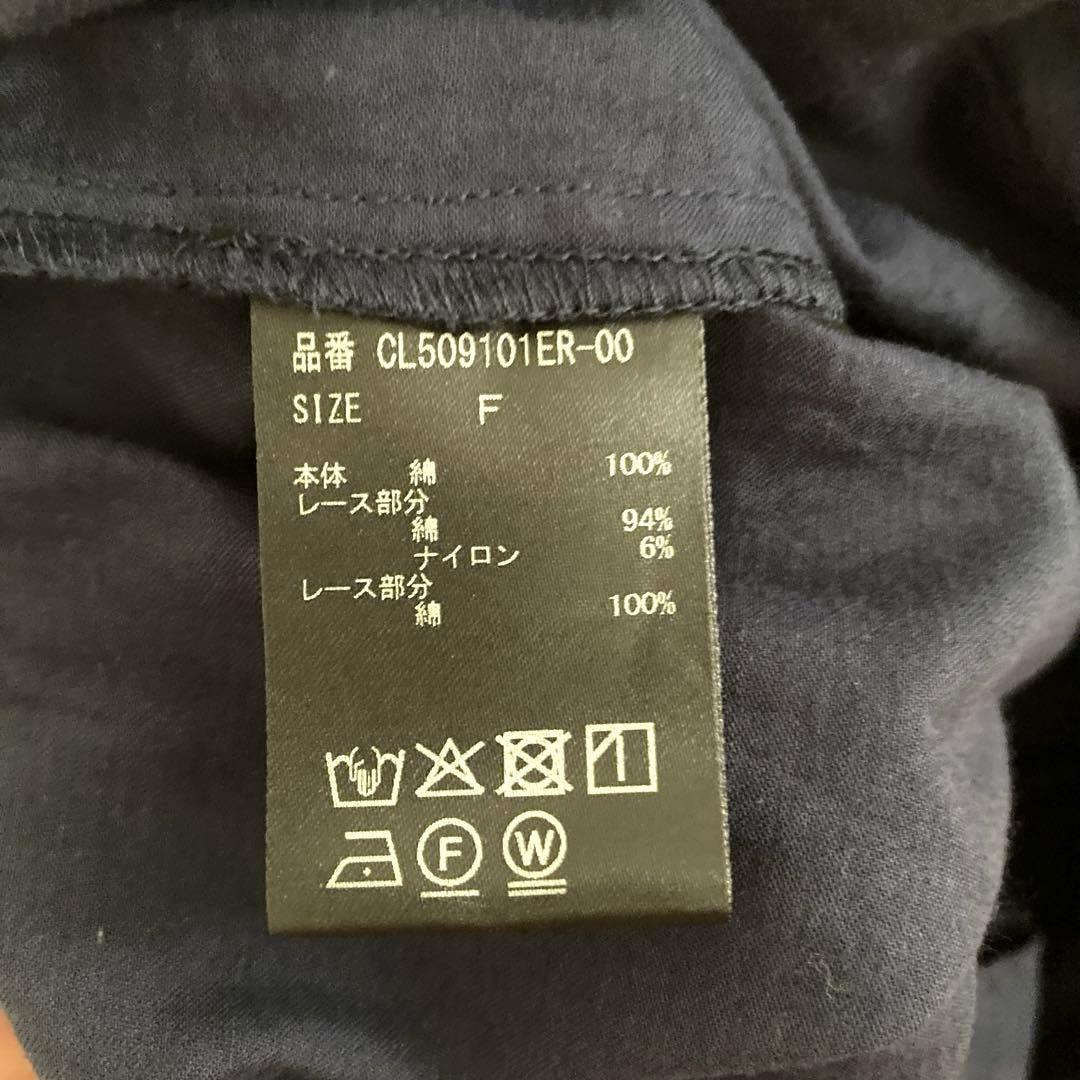 品番 CL509101ER-00
SIZE F
本体 綿 100%
レース部分
綿 94%
ナイロン 6%
レース部分
綿 100%
F W